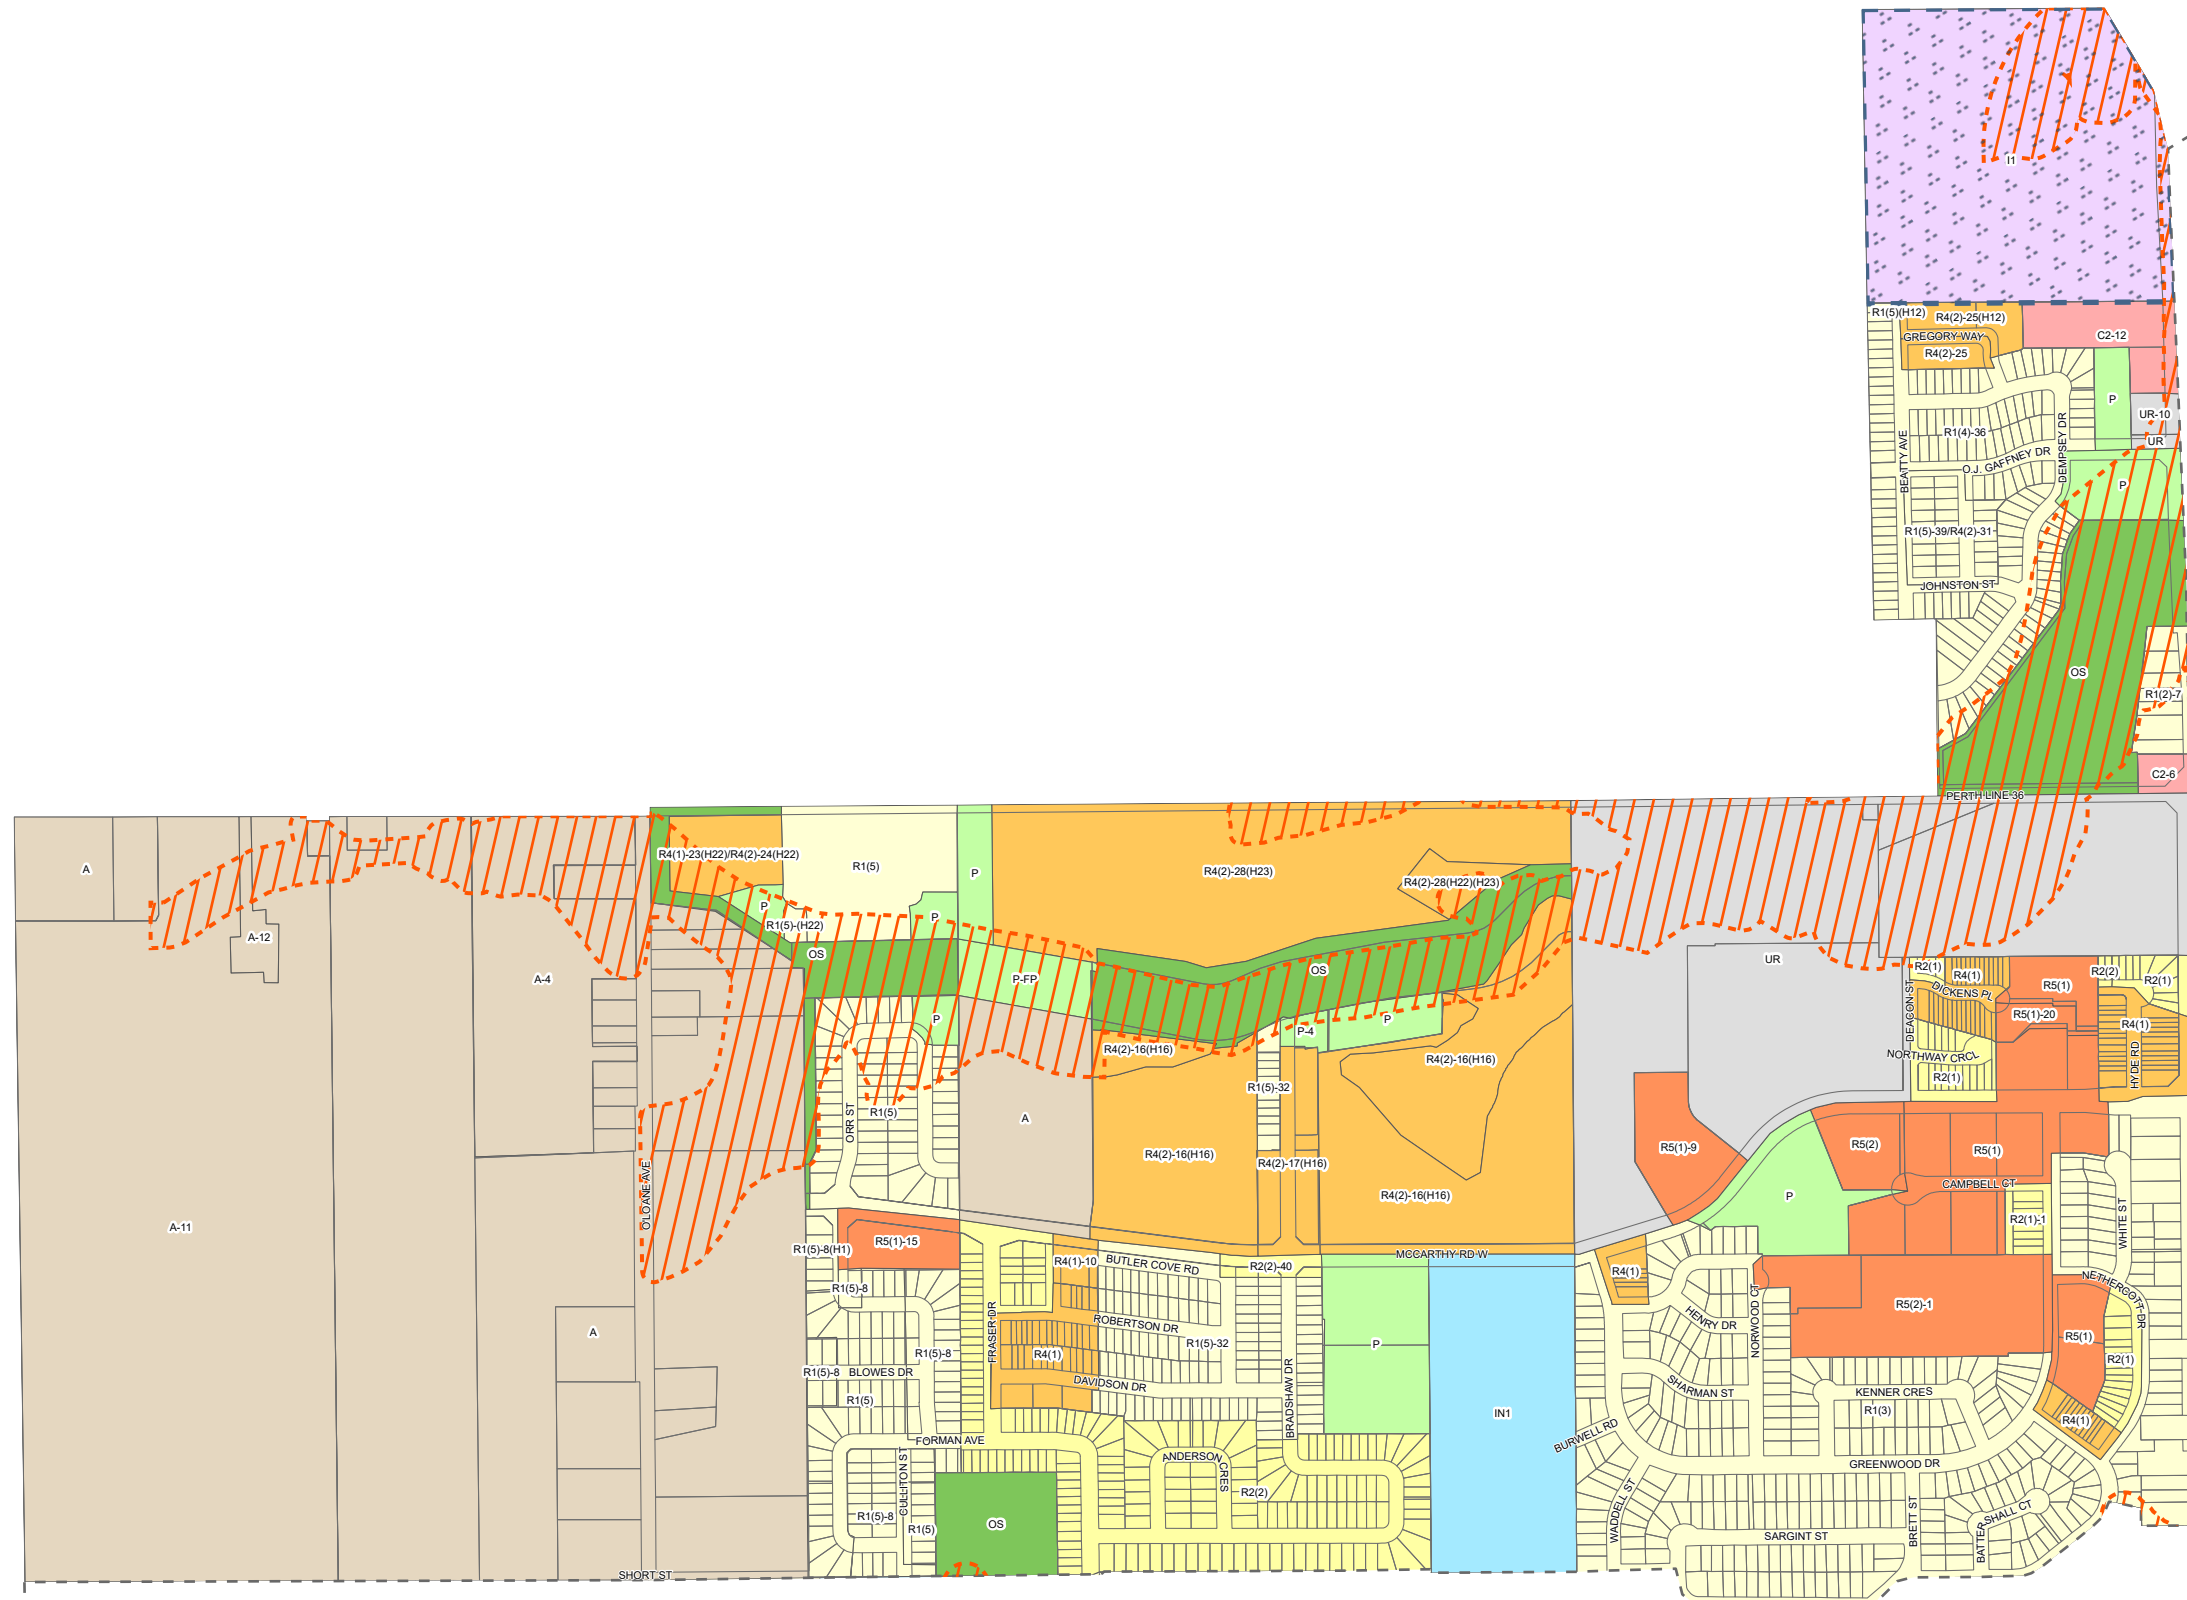 I1
R1(5)(H12)
R4(2)-25(H12)
C2-12
GREGORY WAY
R4(2)-25
P
UR-10
R1(4)-36
UR
BEATTY AVE
DEMPSEY DR
O.J. GAFFNEY DR
P
R1(5)-39/R4(2)-31
JOHNSTON ST
OS
R1(2)-7
C2-6
PERTH LINE 36
A
R4(1)-23(H22)/R4(2)-24(H22)
R1(5)
P
R4(2)-28(H23)
R4(2)-28(H22)(H23)
P
P
R1(5)-(H22)
A-12
OS
A-4
P-FP
OS
UR
R2(1)
R4(1)
R5(1)
R2(2)
R2(1)
DICKENS PL
DEACON ST
R5(1)-20
R4(1)
P
P-4
P
R4(2)-16(H16)
R4(2)-16(H16)
NORTHWAY CRCL
R2(1)
HYDE RD
R1(5)-32
R1(5)
ORR ST
A
R4(2)-16(H16)
R4(2)-17(H16)
R5(1)-9
R5(2)
R5(1)
CAMPBELL CT
R4(2)-16(H16)
P
O'LOANE AVE
A-11
R2(1)-1
WHITE ST
R1(5)-8(H1)
R5(1)-15
MCCARTHY RD W
R4(1)-10
BUTLER COVE RD
R2(2)-40
R4(1)
R1(5)-8
NETHERCOTT DR
R5(2)-1
HENRY DR
NORWOOD CT
FRASER DR
ROBERTSON DR
A
R1(5)-32
P
R5(1)
R1(5)-8
R4(1)
R2(1)
R1(5)-8
BLOWES DR
DAVIDSON DR
BRADSHAW DR
SHARMAN ST
KENNER CRES
R1(5)
R1(3)
IN1
R4(1)
BURWELL RD
FORMAN AVE
ANDERSON
CRES
GREENWOOD DR
CULLITON ST
R2(2)
WADDELL ST
R1(5)-8
R1(5)
OS
SARGINT ST
BRETT ST
BATTER
SHALL CT
SHORT ST